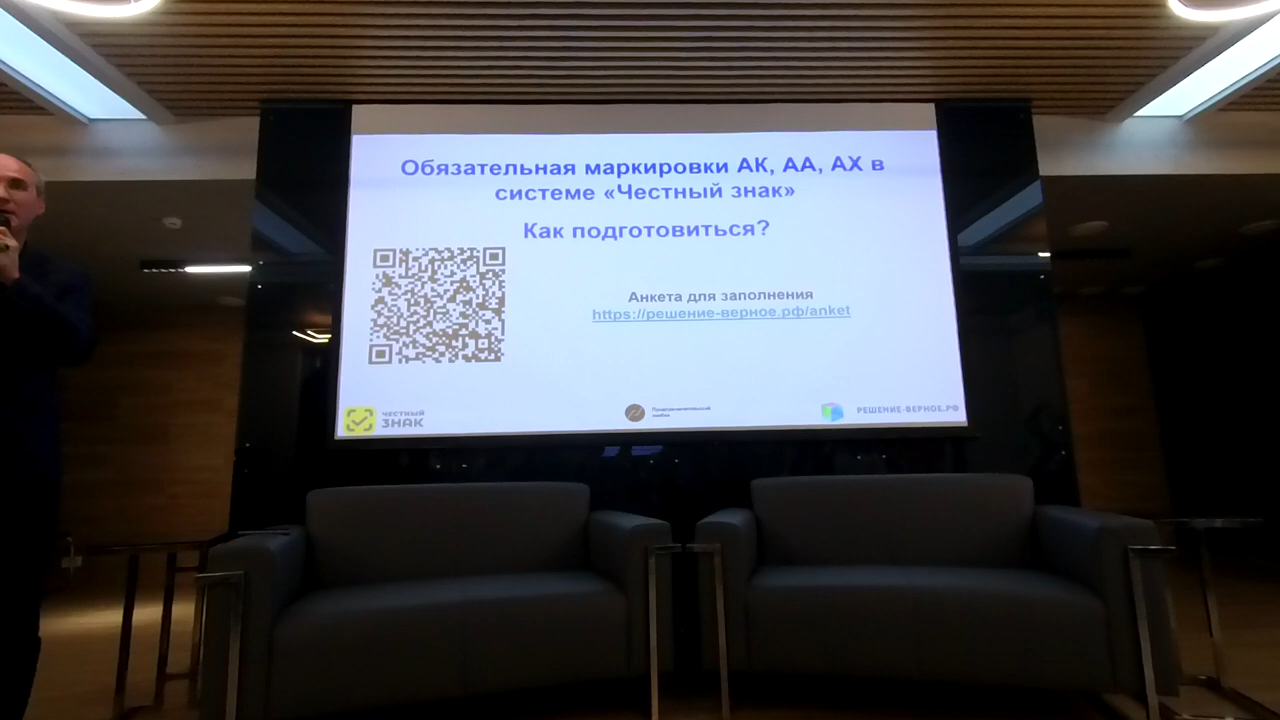 Обязательная маркировки АК, АА, АХ в
системе «Честный знак»
Как подготовиться?
Анкета для заполнения
https://решение-верное.рф/anket
ЧЕСТНЫЙ
ЗНАК
РЕШЕНИЕ-ВЕРНОЕ.РФ